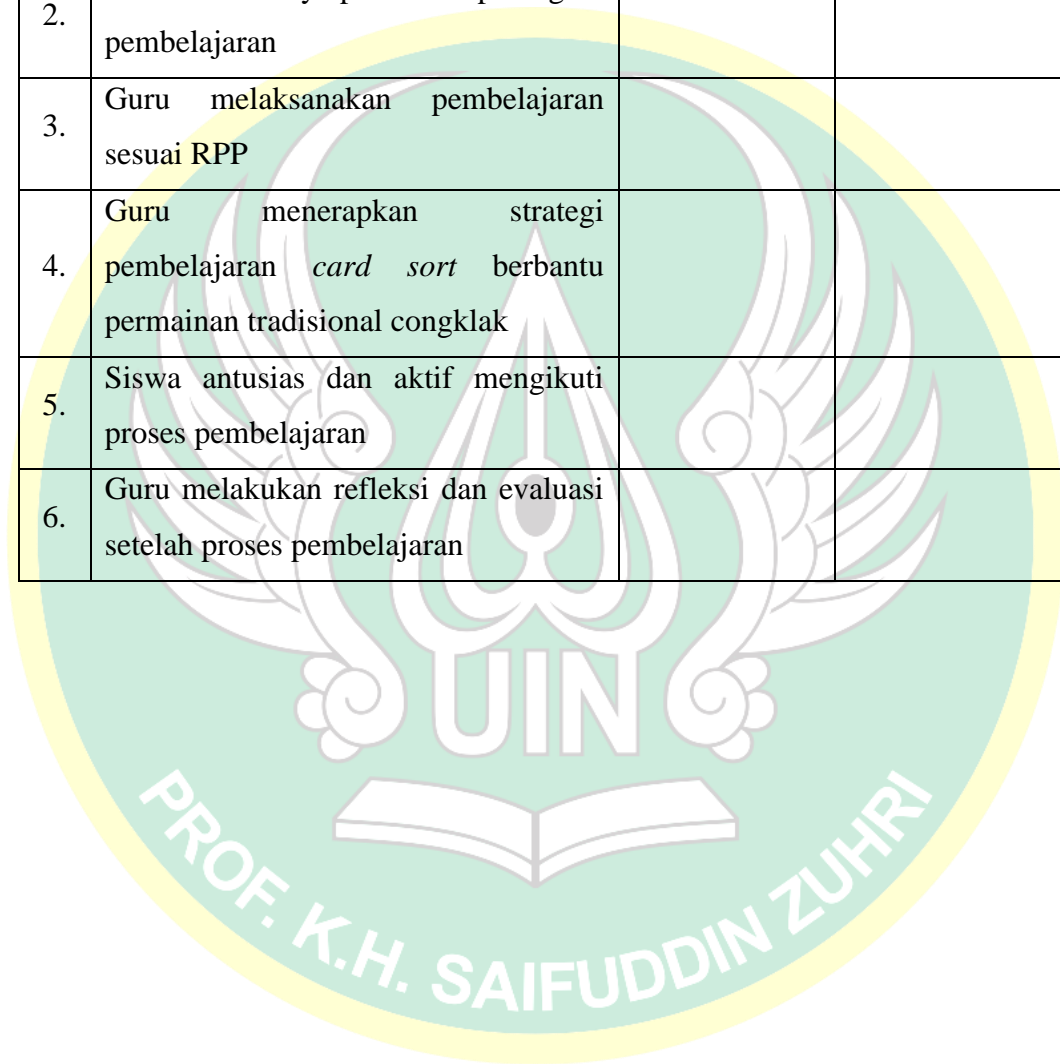 2.
pembelajaran
3.
Guru melaksanakan pembelajaran
sesuai RPP
4.
Guru menerapkan strategi
pembelajaran card sort berbantu
permainan tradisional congklak
5.
Siswa antusias dan aktif mengikuti
proses pembelajaran
6.
Guru melakukan refleksi dan evaluasi
setelah proses pembelajaran
UIN
PROF. K.H. SAIFUDDIN ZUHRI